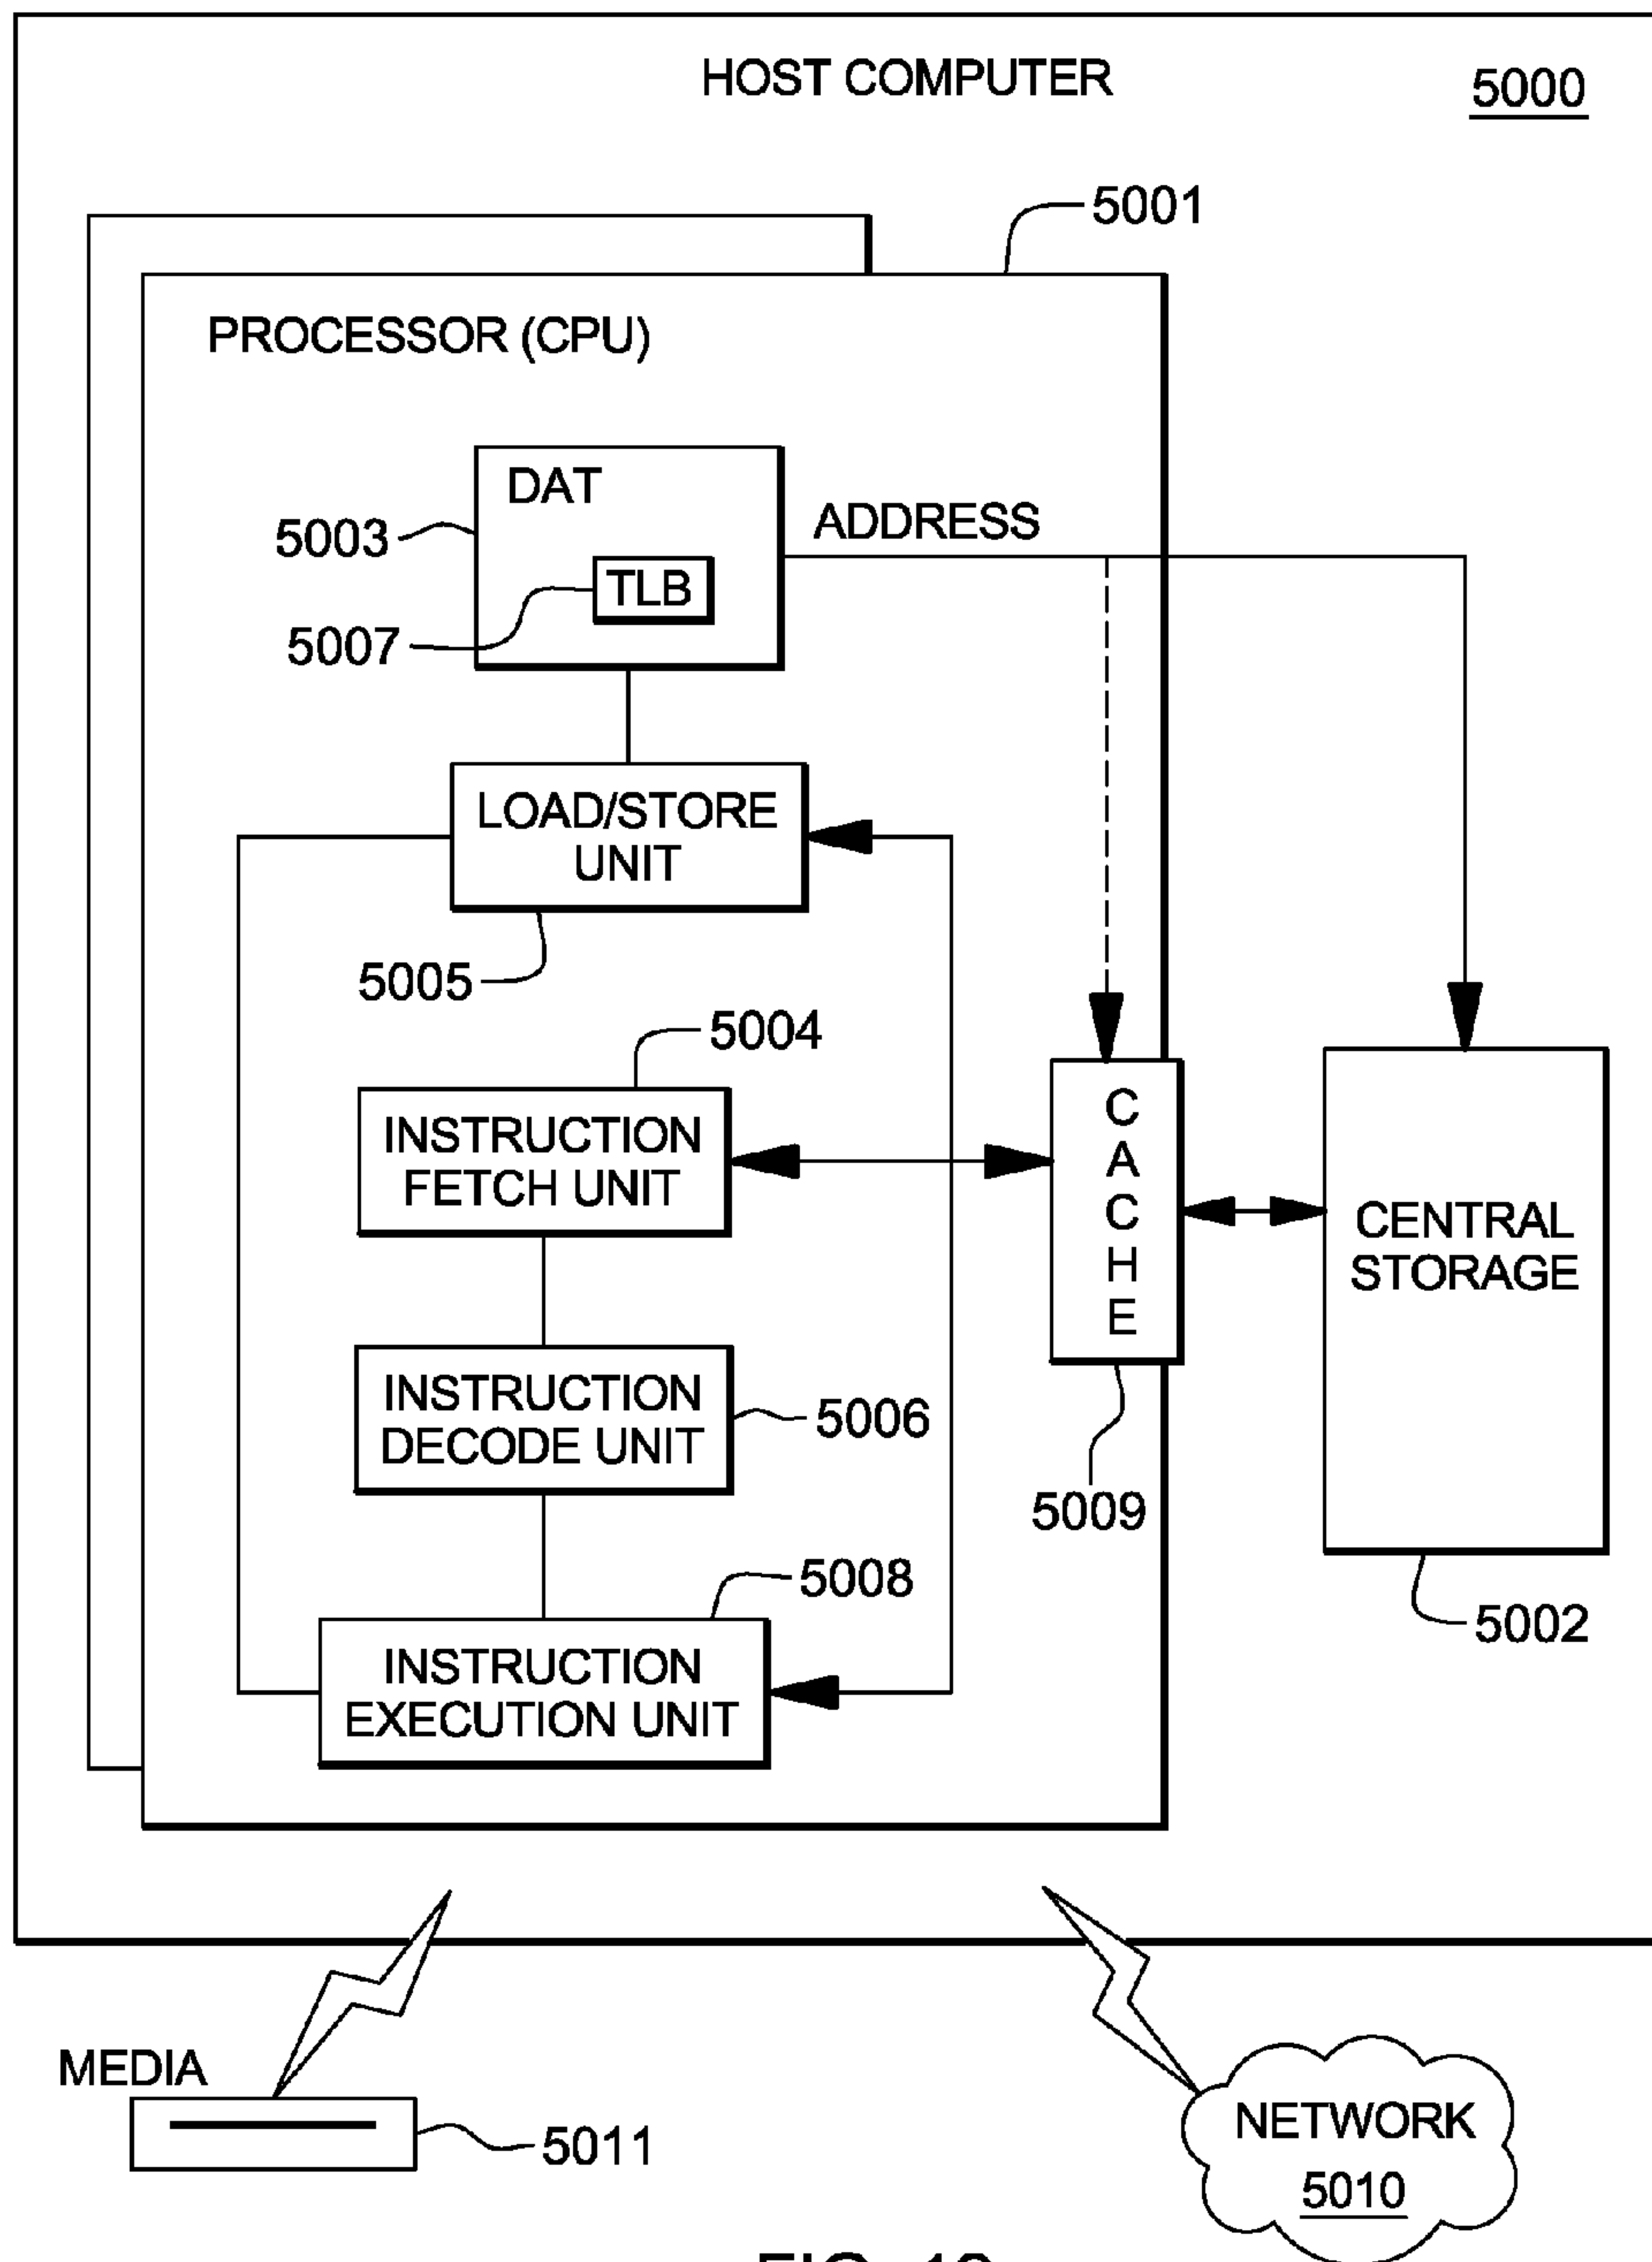 HOST COMPUTER
5000
5001
PROCESSOR (CPU)
DAT
ADDRESS
5003
TLB
5007
LOAD/STORE
UNIT
5005
5004
INSTRUCTION
FETCH UNIT
C
A
C
H
E
CENTRAL
STORAGE
INSTRUCTION
DECODE UNIT
5006
5009
5008
5002
INSTRUCTION
EXECUTION UNIT
MEDIA
5011
NETWORK
5010